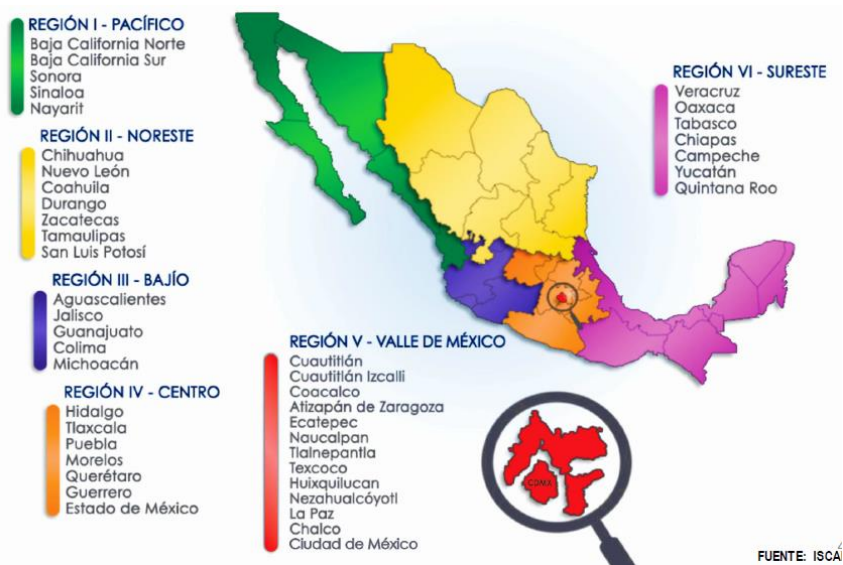 REGIÓN I - PACÍFICO
Baja California Norte
Baja California Sur
Sonora
Sinaloa
Nayarit
REGIÓN II - NORESTE
Chihuahua
Nuevo León
Coahuila
Durango
Zacatecas
Tamaulipas
San Luis Potosí
REGIÓN III - BAJÍO
Aguascalientes
Jalisco
Guanajuato
Colima
Michoacán
REGIÓN IV - CENTRO
Hidalgo
Tlaxcala
Puebla
Morelos
Querétaro
Guerrero
Estado de México
REGIÓN V - VALLE DE MÉXICO
Cuautitlán
Cuautitlán Izcalli
Coacalco
Atizapán de Zaragoza
Ecatepec
Naucalpan
Tlalnepantla
Texcoco
Huixquilucan
Nezahualcóyotl
La Paz
Chalco
Ciudad de México
REGIÓN VI - SURESTE
Veracruz
Oaxaca
Tabasco
Chiapas
Campeche
Yucatán
Quintana Roo
CDMX
FUENTE: ISCAM